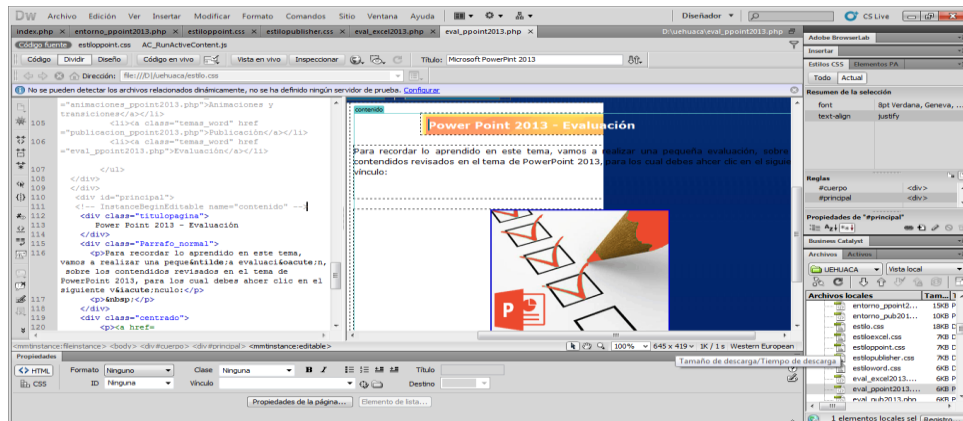 Dw Archivo Edición Ver Insertar Modificar Formato Comandos Sitio Ventana Ayuda Diseñador CS Live
index.php × entorno_ppoint2013.php × estiloppoint.css × estilopublisher.css × eval_excel2013.php × eval_ppoint2013.php × D:\uehuaca\eval_ppoint2013.php
Código fuente estiloppoint.css AC_RunActiveContent.js
Código Dividir Diseño Código en vivo Vista en vivo Inspeccionar Título: Microsoft PowerPint 2013
Dirección: file:///D|/uehuaca/estilo.css
No se pueden detectar los archivos relacionados dinámicamente, no se ha definido ningún servidor de prueba. Configurar
="animaciones_ppoint2013.php">Animaciones y
transiciones</a></li>
105 <li><a class="temas_word" href
="publicacion_ppoint2013.php">Publicación</a></li>
106 <li><a class="temas_word" href
="eval_ppoint2013.php">Evaluación</a></li>
107 </ul>
108 </div>
109 </div>
110 <div id="principal">
111 <!-- InstanceBeginEditable name="contenido" -->
112 <div class="titulopagina">
113 Power Point 2013 - Evaluación
114 </div>
115 <div class="Parrafo_normal">
116 <p>Para recordar lo aprendido en este tema,
vamos a realizar una peque&ntilde;a evaluaci&oacute;n,
sobre los contenidos revisados en el tema de
PowerPoint 2013, para los cual debes ahcer clic en el
siguiente v&iacute;nculo:</p>
117 <p>&nbsp;</p>
118 </div>
119 <div class="centrado">
120 <p><a href=
contenido
Power Point 2013 - Evaluación
Para recordar lo aprendido en este tema, vamos a realizar una pequeña evaluación, sobre
contenidos revisados en el tema de PowerPoint 2013, para los cual debes ahcer clic en el sigue
vínculo:
P
<mmtinstance:fileinstance> <body> <div#cuerpo> <div#principal> <mmtinstance:editable>
100% 645 x 419 1K / 1 s Western European
Tamaño de descarga/Tiempo de descarga
Propiedades
<> HTML Formato Ninguno Clase Ninguna B I Título
CSS ID Ninguna Vínculo Destino
Propiedades de la página... Elemento de lista...
Adobe BrowserLab
Insertar
Estilos CSS Elementos PA
Todo Actual
Resumen de la selección
font 8pt Verdana, Geneva, ...
text-align justify
Reglas
#cuerpo <div>
#principal <div>
Propiedades de "#principal"
Business Catalyst
Archivos Activos
UEHUACA Vista local
Archivos locales Tam...
entorno_ppoint2... 15KB
entorno_pub201... 10KB
estilo.css 18KB
estiloexcel.css 7KB
estiloppoint.css 7KB
estilopublisher.css 7KB
estiloword.css 6KB
eval_excel2013.... 6KB
eval_ppoint2013.... 6KB
eval_pub2013.php 6KB
1 elementos locales sel Registro...